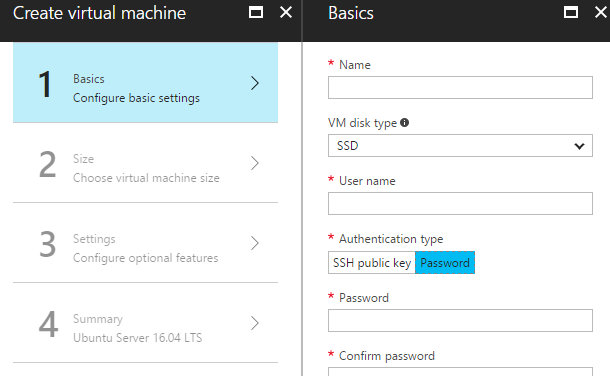 Create virtual machine
1
Basics
Configure basic settings
2
Size
Choose virtual machine size
3
Settings
Configure optional features
4
Summary
Ubuntu Server 16.04 LTS
Basics
* Name
VM disk type
SSD
* User name
* Authentication type
SSH public key Password
* Password
* Confirm password